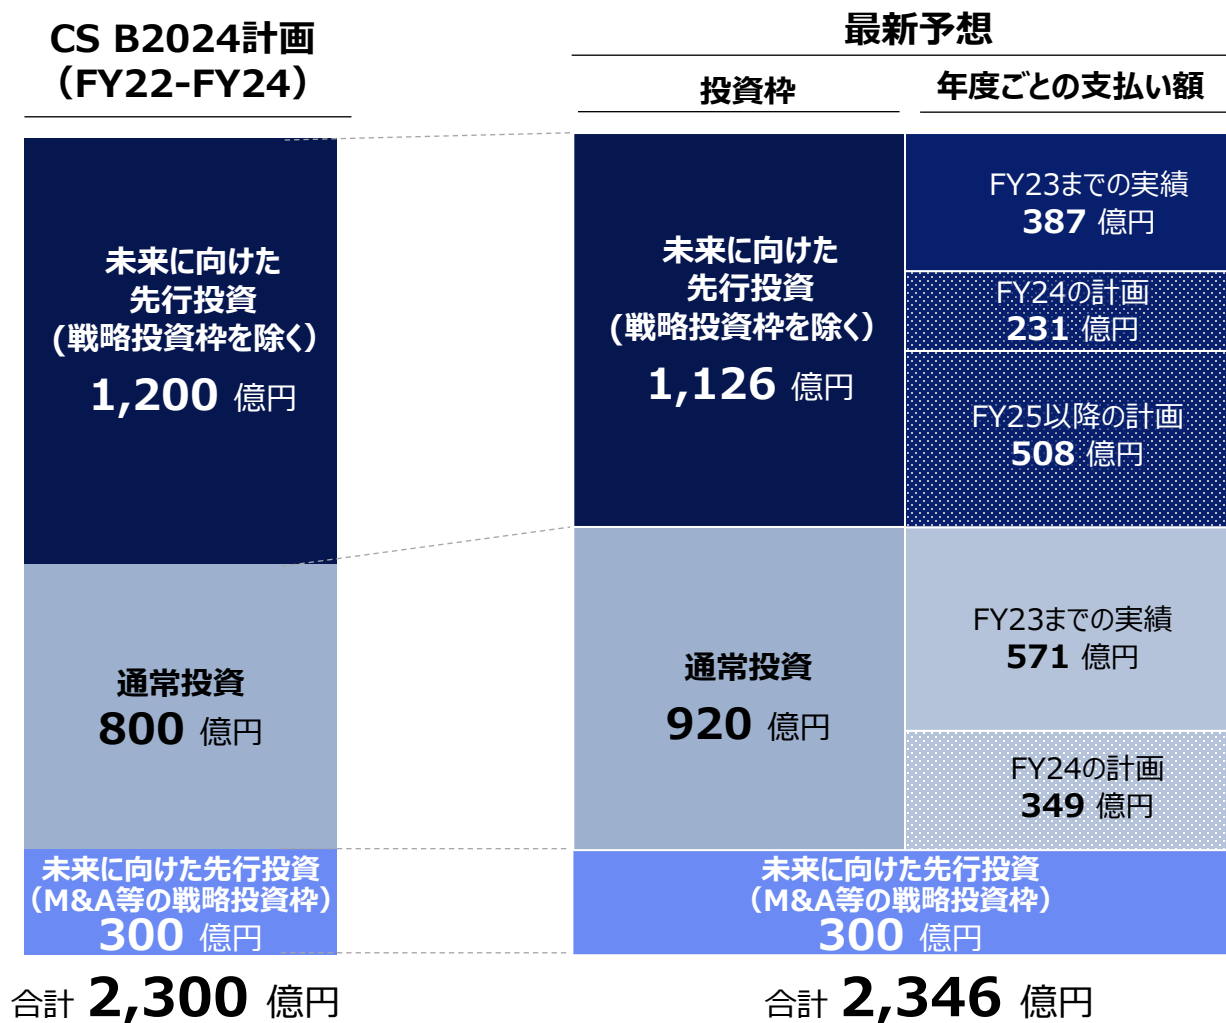 CS B2024計画
（FY22-FY24）
未来に向けた
先行投資
(戦略投資枠を除く）
1,200 億円
通常投資
800 億円
未来に向けた先行投資
（M&A等の戦略投資枠）
300 億円
合計 2,300 億円
最新予想
投資枠
年度ごとの支払い額
未来に向けた
先行投資
(戦略投資枠を除く）
1,126 億円
FY23までの実績
387 億円
FY24の計画
231 億円
FY25以降の計画
508 億円
通常投資
920 億円
FY23までの実績
571 億円
FY24の計画
349 億円
未来に向けた先行投資
（M&A等の戦略投資枠）
300 億円
合計 2,346 億円